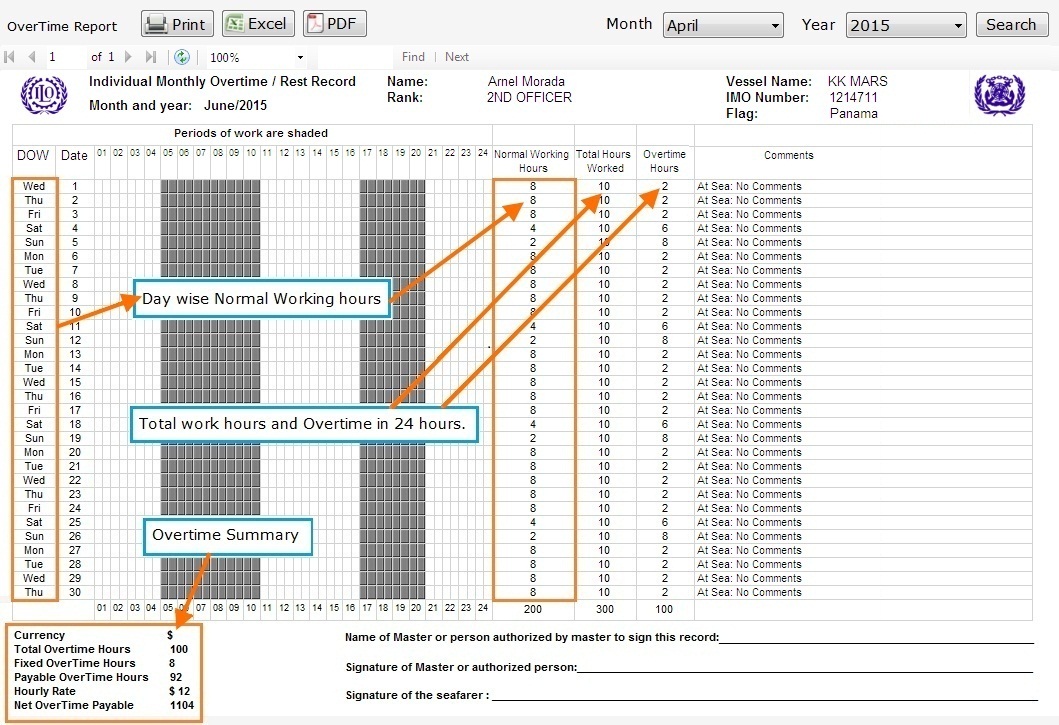 OverTime Report Print Excel PDF Month April Year 2015 Search
1 of 1 100% Find | Next
Individual Monthly Overtime / Rest Record Name: Arnel Morada Vessel Name: KK MARS
Month and year: June/2015 Rank: 2ND OFFICER IMO Number: 1214711
Flag: Panama
ILO
Periods of work are shaded
DOW Date 01 02 03 04 05 06 07 08 09 10 11 12 13 14 15 16 17 18 19 20 21 22 23 24 Normal Working Hours Total Hours Worked Overtime Hours Comments
Wed 1 8 10 2 At Sea: No Comments
Thu 2 8 10 2 At Sea: No Comments
Fri 3 8 10 2 At Sea: No Comments
Sat 4 4 10 6 At Sea: No Comments
Sun 5 2 10 8 At Sea: No Comments
Mon 6 8 10 2 At Sea: No Comments
Tue 7 8 10 2 At Sea: No Comments
Wed 8 8 10 2 At Sea: No Comments
Thu 9 Day wise Normal Working hours 8 10 2 At Sea: No Comments
Fri 10 8 10 2 At Sea: No Comments
Sat 11 4 10 6 At Sea: No Comments
Sun 12 2 10 8 At Sea: No Comments
Mon 13 8 10 2 At Sea: No Comments
Tue 14 8 10 2 At Sea: No Comments
Wed 15 8 10 2 At Sea: No Comments
Thu 16 8 10 2 At Sea: No Comments
Fri 17 8 10 2 At Sea: No Comments
Sat 18 Total work hours and Overtime in 24 hours. 4 10 6 At Sea: No Comments
Sun 19 2 10 8 At Sea: No Comments
Mon 20 8 10 2 At Sea: No Comments
Tue 21 8 10 2 At Sea: No Comments
Wed 22 8 10 2 At Sea: No Comments
Thu 23 8 10 2 At Sea: No Comments
Fri 24 8 10 2 At Sea: No Comments
Sat 25 4 10 6 At Sea: No Comments
Sun 26 Overtime Summary 2 10 8 At Sea: No Comments
Mon 27 8 10 2 At Sea: No Comments
Tue 28 8 10 2 At Sea: No Comments
Wed 29 8 10 2 At Sea: No Comments
Thu 30 8 10 2 At Sea: No Comments
01 02 03 04 05 06 07 08 09 10 11 12 13 14 15 16 17 18 19 20 21 22 23 24 200 300 100
Currency $
Total Overtime Hours 100
Fixed OverTime Hours 8
Payable OverTime Hours 92
Hourly Rate $ 12
Net OverTime Payable 1104
Name of Master or person authorized by master to sign this record:
Signature of Master or authorized person:
Signature of the seafarer :